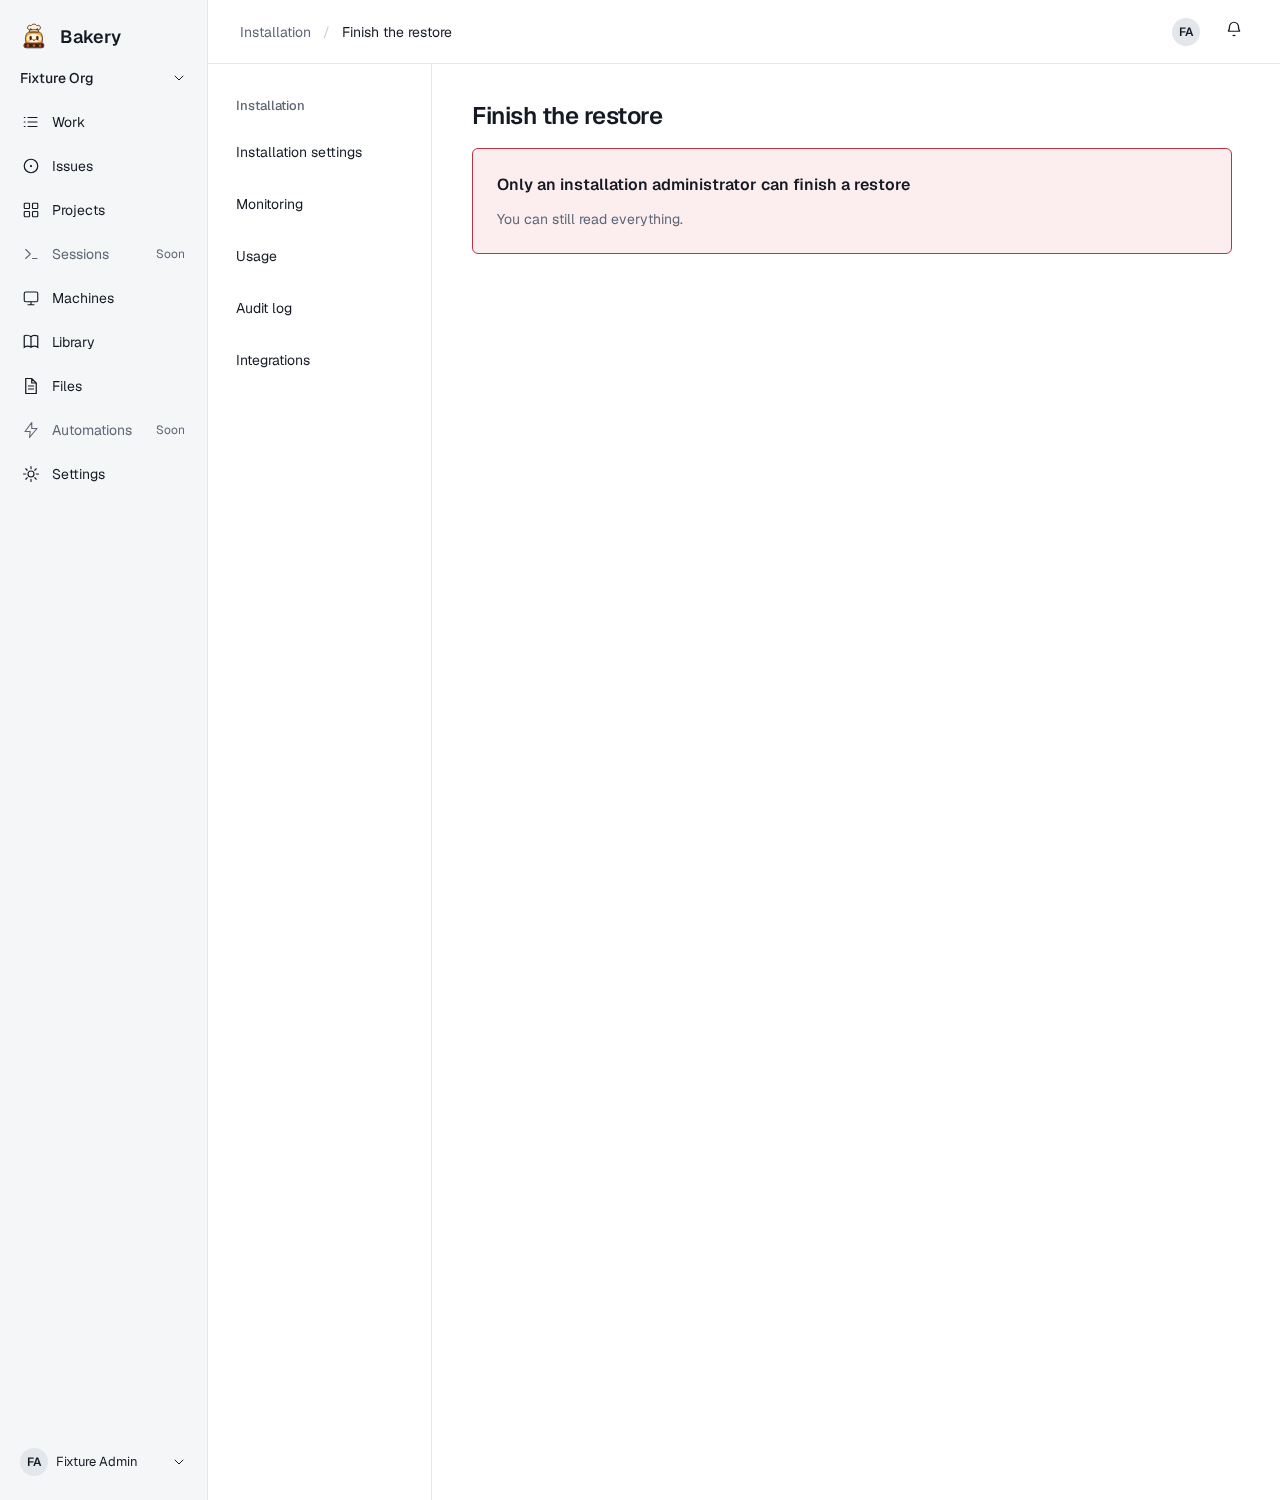 Bakery
Fixture Org
Work
Issues
Projects
Sessions Soon
Machines
Library
Files
Automations Soon
Settings
FA Fixture Admin
Installation / Finish the restore
FA
Installation
Installation settings
Monitoring
Usage
Audit log
Integrations
Finish the restore
Only an installation administrator can finish a restore
You can still read everything.